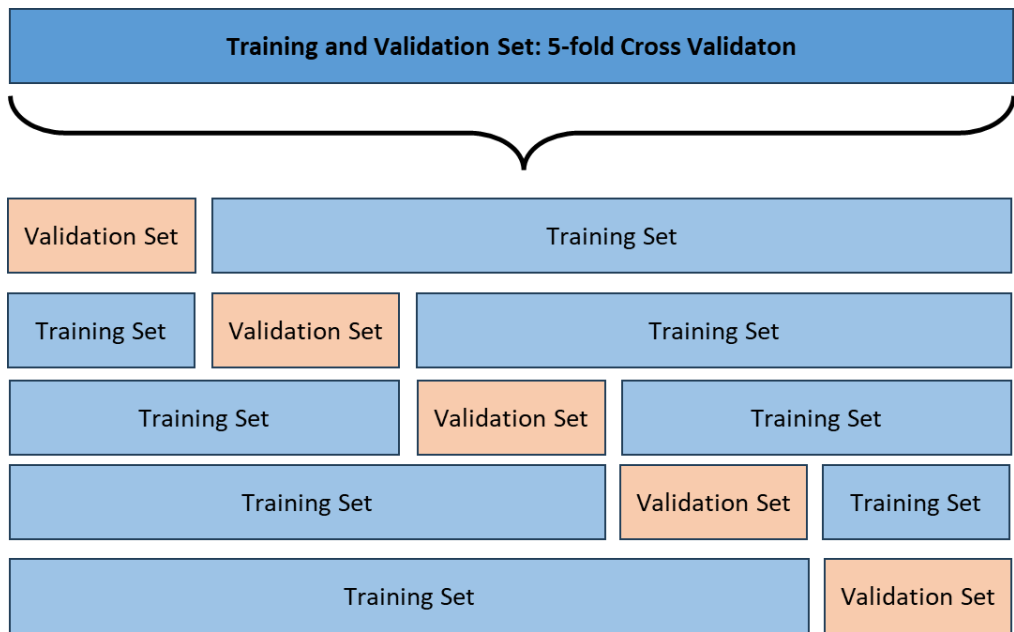 Training and Validation Set: 5-fold Cross Validaton
Validation Set Training Set
Training Set Validation Set Training Set
Training Set Validation Set Training Set
Training Set Validation Set Training Set
Training Set Validation Set